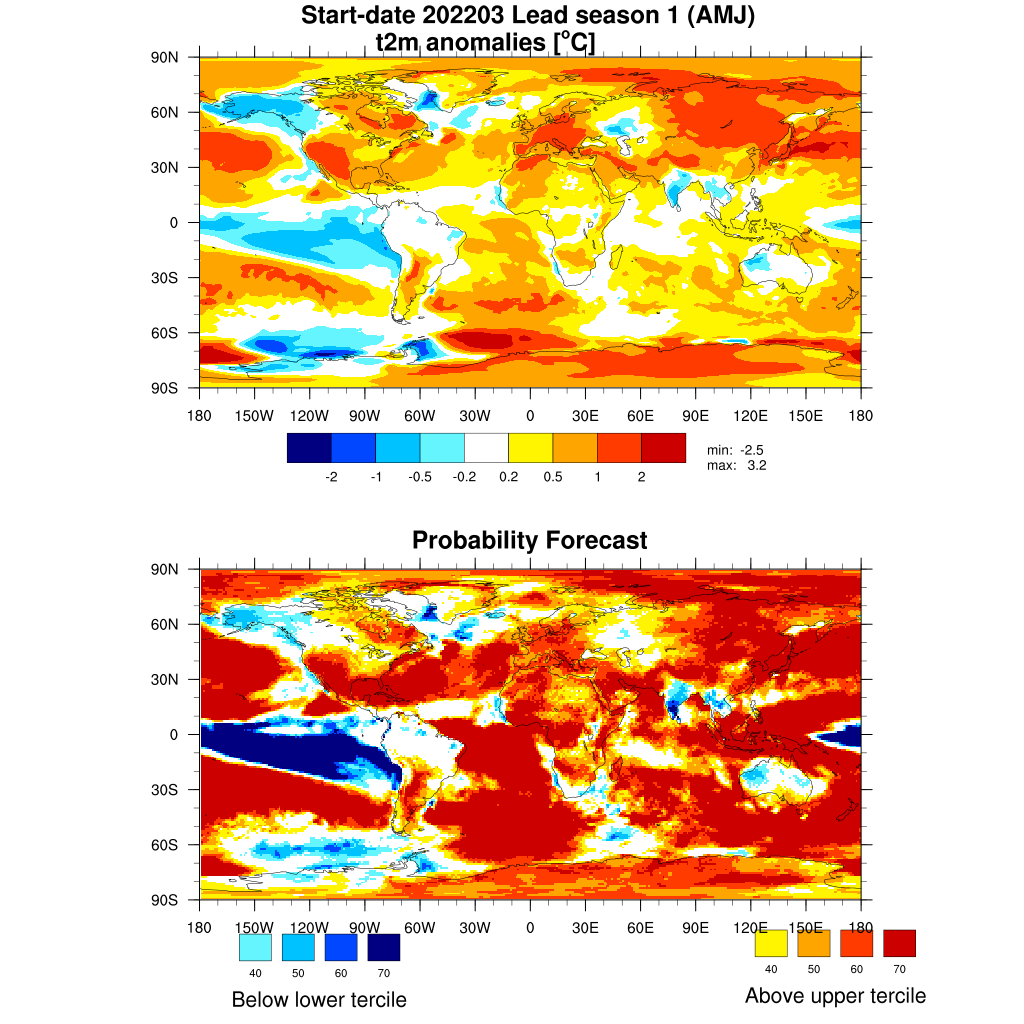 Start-date 202203 Lead season 1 (AMJ)
t2m anomalies [°C]
90N
60N
30N
0
30S
60S
90S
180 150W 120W 90W 60W 30W 0 30E 60E 90E 120E 150E 180
-2 -1 -0.5 -0.2 0.2 0.5 1 2
min: -2.5
max: 3.2
Probability Forecast
90N
60N
30N
0
30S
60S
90S
180 150W 120W 90W 60W 30W 0 30E 60E 90E 120E 150E 180
40 50 60 70
40 50 60 70
Below lower tercile
Above upper tercile